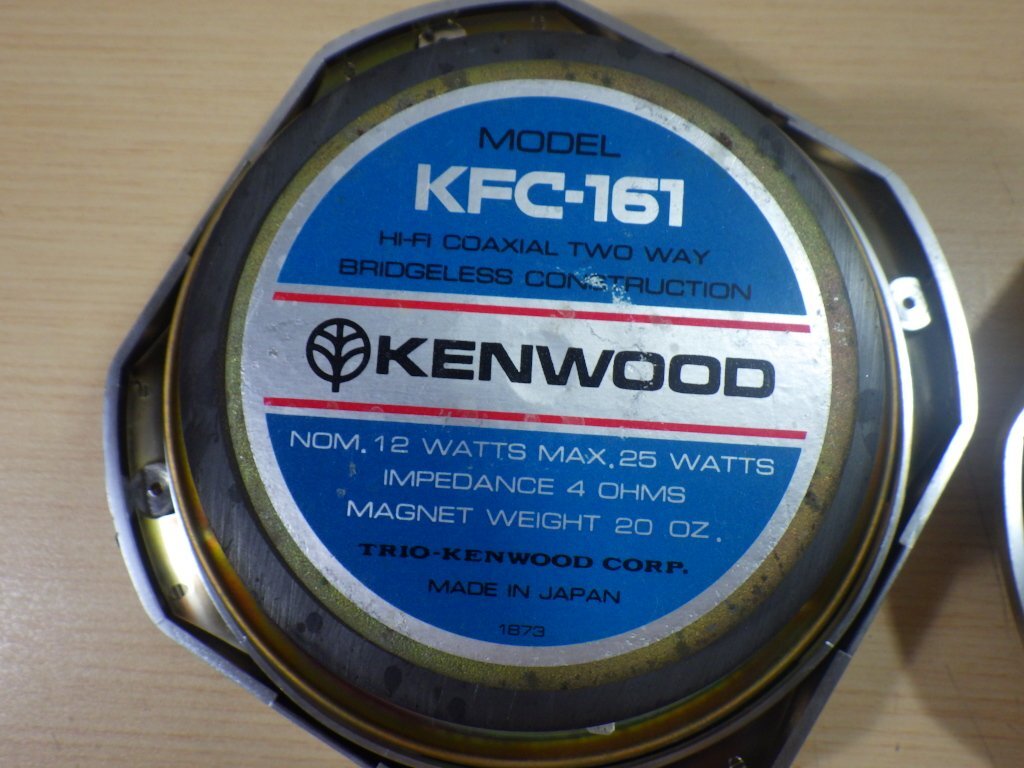 MODEL
KFC-161
HI-FI COAXIAL TWO WAY
BRIDGELESS CONSTRUCTION
KENWOOD
NOM. 12 WATTS MAX. 25 WATTS
IMPEDANCE 4 OHMS
MAGNET WEIGHT 20 OZ.
TRIO-KENWOOD CORP.
MADE IN JAPAN
1873